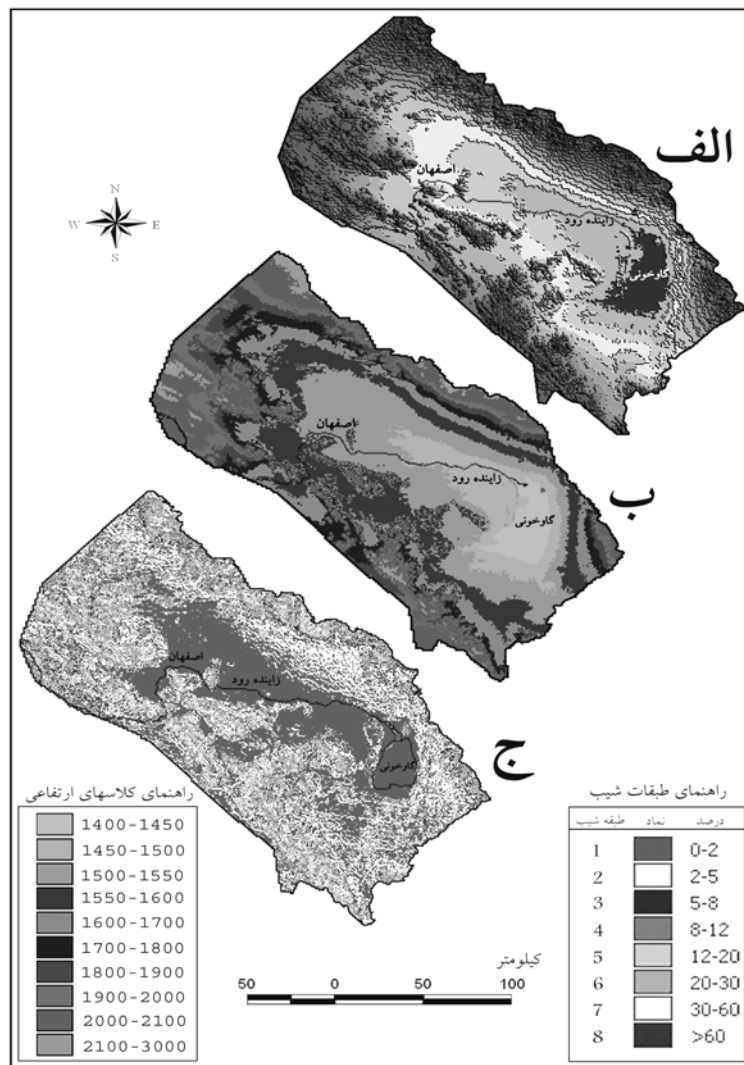 الف
اصفهان
زاینده رود
گاوخونی
N
W E
S
ب
اصفهان
زاینده رود
گاوخونی
ج
اصفهان
زاینده رود
گاوخونی
راهنمای کلاسهای ارتفاعی
1400-1450
1450-1500
1500-1550
1550-1600
1600-1700
1700-1800
1800-1900
1900-2000
2000-2100
2100-3000
کیلومتر
50 0 50 100
راهنمای طبقات شیب
طبقه شیب نماد درصد
1 0-2
2 2-5
3 5-8
4 8-12
5 12-20
6 20-30
7 30-60
8 >60